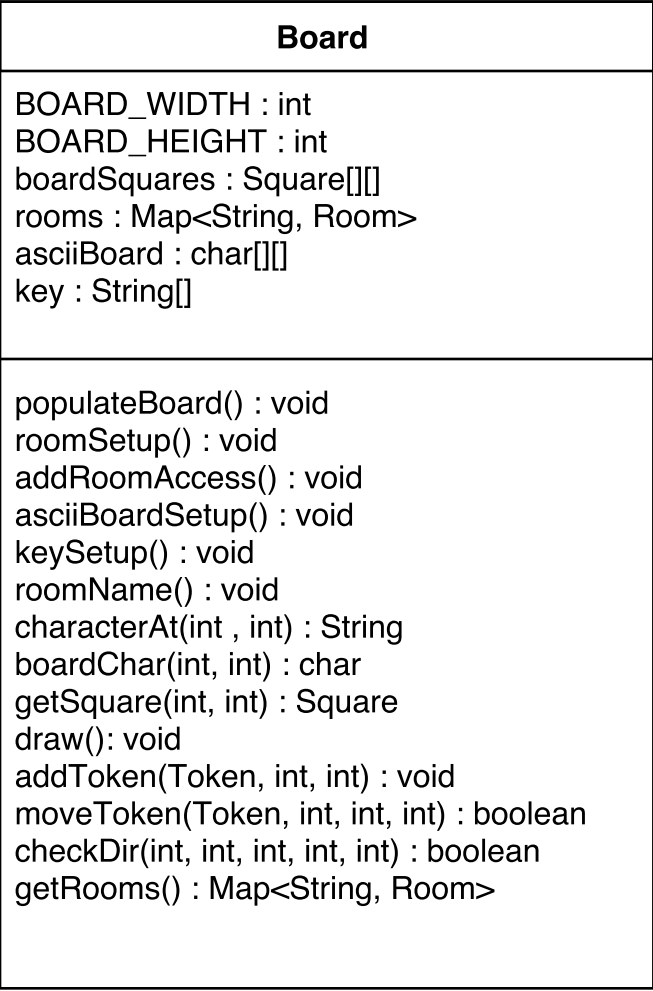 Board
BOARD_WIDTH : int
BOARD_HEIGHT : int
boardSquares : Square[][]
rooms : Map<String, Room>
asciiBoard : char[][]
key : String[]
populateBoard() : void
roomSetup() : void
addRoomAccess() : void
asciiBoardSetup() : void
keySetup() : void
roomName() : void
characterAt(int , int) : String
boardChar(int, int) : char
getSquare(int, int) : Square
draw(): void
addToken(Token, int, int) : void
moveToken(Token, int, int, int) : boolean
checkDir(int, int, int, int, int) : boolean
getRooms() : Map<String, Room>